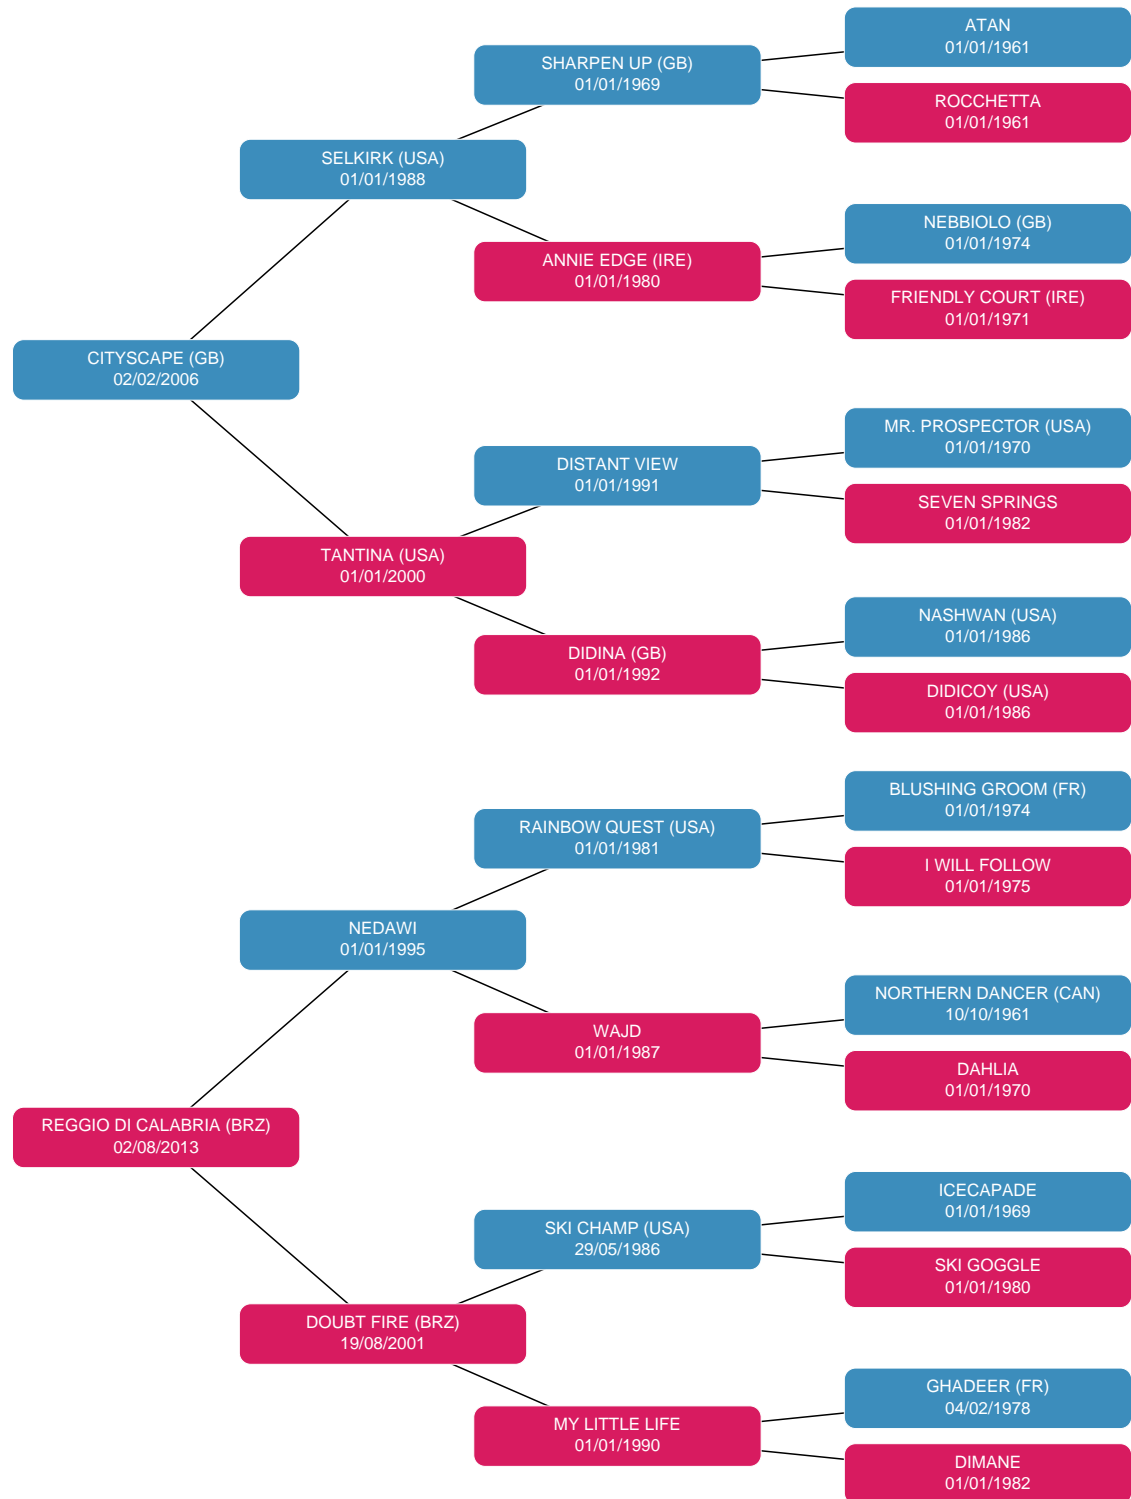 ATAN
01/01/1961
SHARPEN UP (GB)
01/01/1969
ROCCHETTA
01/01/1961
SELKIRK (USA)
01/01/1988
NEBBIOLO (GB)
01/01/1974
ANNIE EDGE (IRE)
01/01/1980
FRIENDLY COURT (IRE)
01/01/1971
CITYSCAPE (GB)
02/02/2006
MR. PROSPECTOR (USA)
01/01/1970
DISTANT VIEW
01/01/1991
SEVEN SPRINGS
01/01/1982
TANTINA (USA)
01/01/2000
NASHWAN (USA)
01/01/1986
DIDINA (GB)
01/01/1992
DIDICOY (USA)
01/01/1986
BLUSHING GROOM (FR)
01/01/1974
RAINBOW QUEST (USA)
01/01/1981
I WILL FOLLOW
01/01/1975
NEDAWI
01/01/1995
NORTHERN DANCER (CAN)
10/10/1961
WAJD
01/01/1987
DAHLIA
01/01/1970
REGGIO DI CALABRIA (BRZ)
02/08/2013
ICECAPADE
01/01/1969
SKI CHAMP (USA)
29/05/1986
SKI GOGGLE
01/01/1980
DOUBT FIRE (BRZ)
19/08/2001
GHADEER (FR)
04/02/1978
MY LITTLE LIFE
01/01/1990
DIMANE
01/01/1982